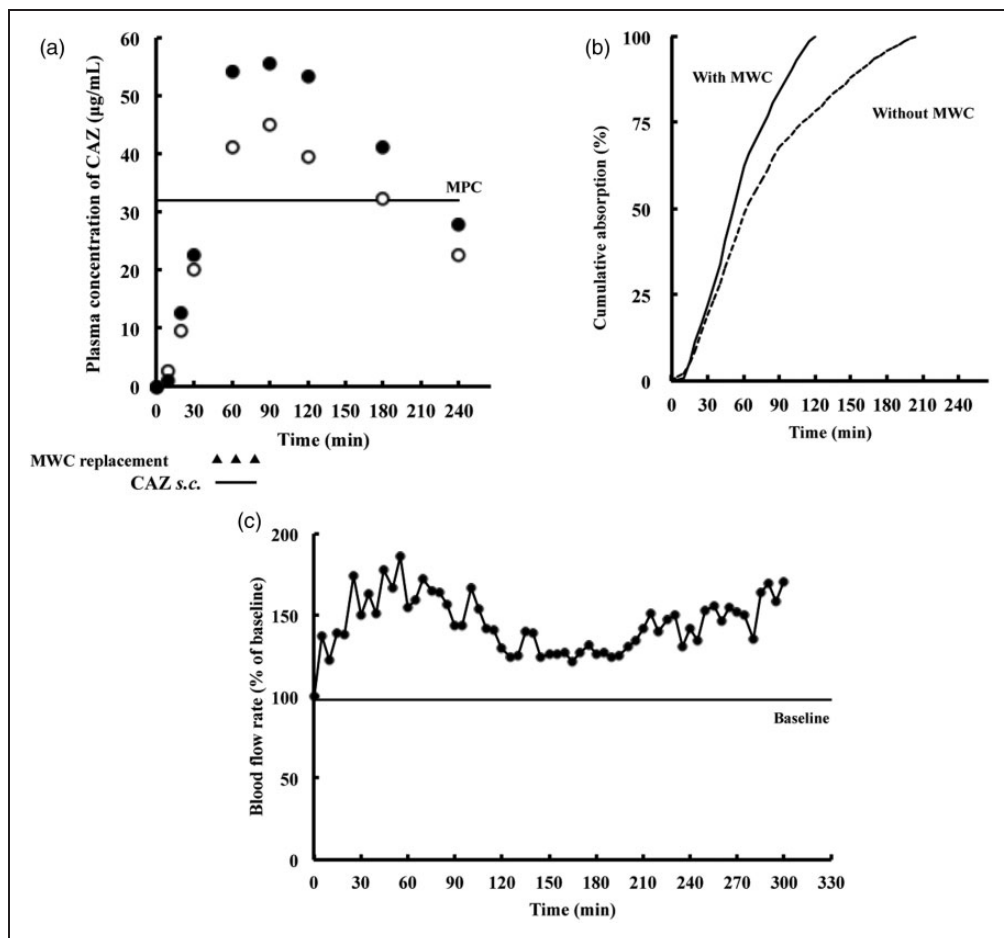 (a)
Plasma concentration of CAZ (µg/mL)
60
50
40
30
20
10
0
MPC
0 30 60 90 120 150 180 210 240
Time (min)
MWC replacement
CAZ s.c.
(b)
Cumulative absorption (%)
100
75
50
25
0
With MWC
Without MWC
0 30 60 90 120 150 180 210 240
Time (min)
(c)
Blood flow rate (% of baseline)
200
150
100
50
0
Baseline
0 30 60 90 120 150 180 210 240 270 300 330
Time (min)